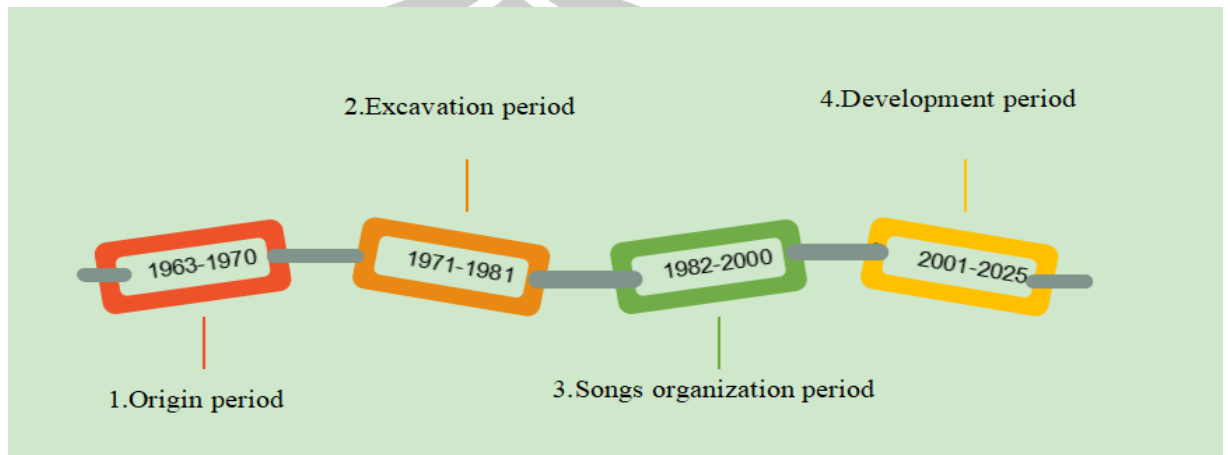 2.Excavation period
4.Development period
1963-1970
1971-1981
1982-2000
2001-2025
1.Origin period
3.Songs organization period